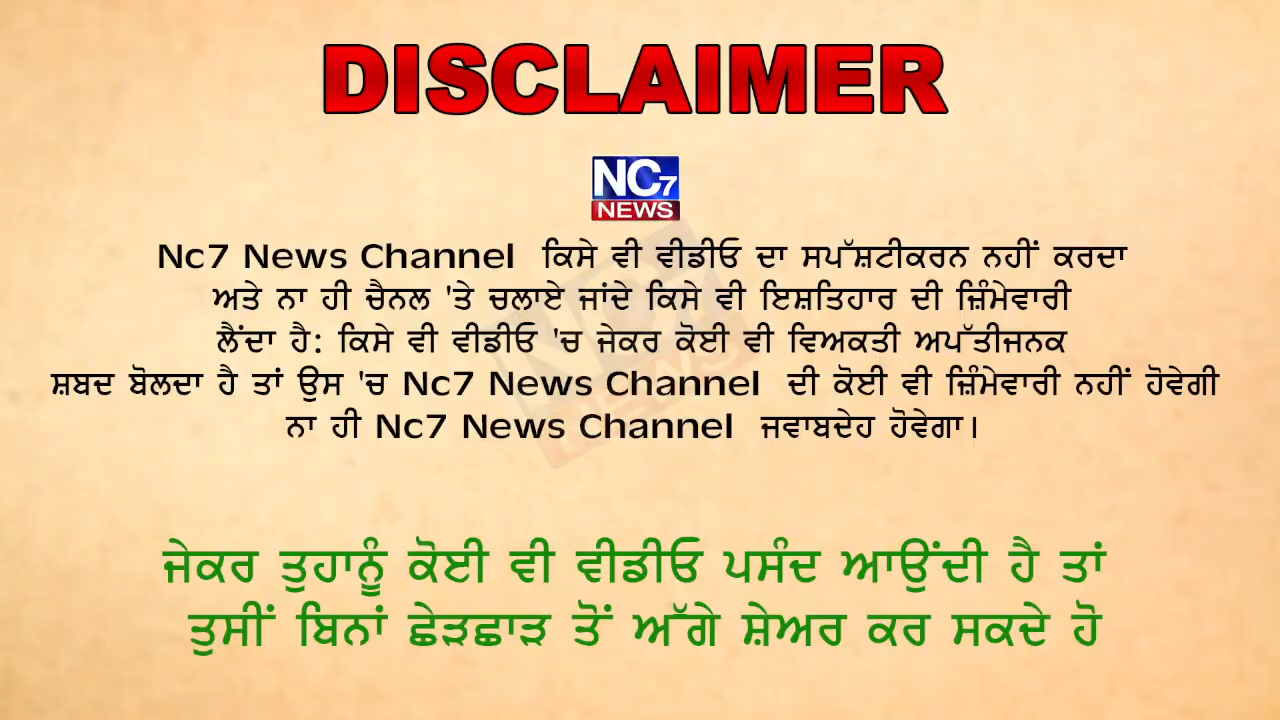 DISCLAIMER
NC7
NEWS
Nc7 News Channel ਕਿਸੇ ਵੀ ਵੀਡੀਓ ਦਾ ਸਪੱਸ਼ਟੀਕਰਨ ਨਹੀਂ ਕਰਦਾ
ਅਤੇ ਨਾ ਹੀ ਚੈਨਲ 'ਤੇ ਚਲਾਏ ਜਾਂਦੇ ਕਿਸੇ ਵੀ ਇਸ਼ਤਿਹਾਰ ਦੀ ਜ਼ਿੰਮੇਵਾਰੀ
ਲੈਂਦਾ ਹੈ: ਕਿਸੇ ਵੀ ਵੀਡੀਓ 'ਚ ਜੇਕਰ ਕੋਈ ਵੀ ਵਿਅਕਤੀ ਅਪੱਤੀਜਨਕ
ਸ਼ਬਦ ਬੋਲਦਾ ਹੈ ਤਾਂ ਉਸ 'ਚ Nc7 News Channel ਦੀ ਕੋਈ ਵੀ ਜ਼ਿੰਮੇਵਾਰੀ ਨਹੀਂ ਹੋਵੇਗੀ
ਨਾ ਹੀ Nc7 News Channel ਜਵਾਬਦੇਹ ਹੋਵੇਗਾ।
ਜੇਕਰ ਤੁਹਾਨੂੰ ਕੋਈ ਵੀ ਵੀਡੀਓ ਪਸੰਦ ਆਉਂਦੀ ਹੈ ਤਾਂ
ਤੁਸੀਂ ਬਿਨਾਂ ਛੇੜਛਾੜ ਤੋਂ ਅੱਗੇ ਸ਼ੇਅਰ ਕਰ ਸਕਦੇ ਹੋ